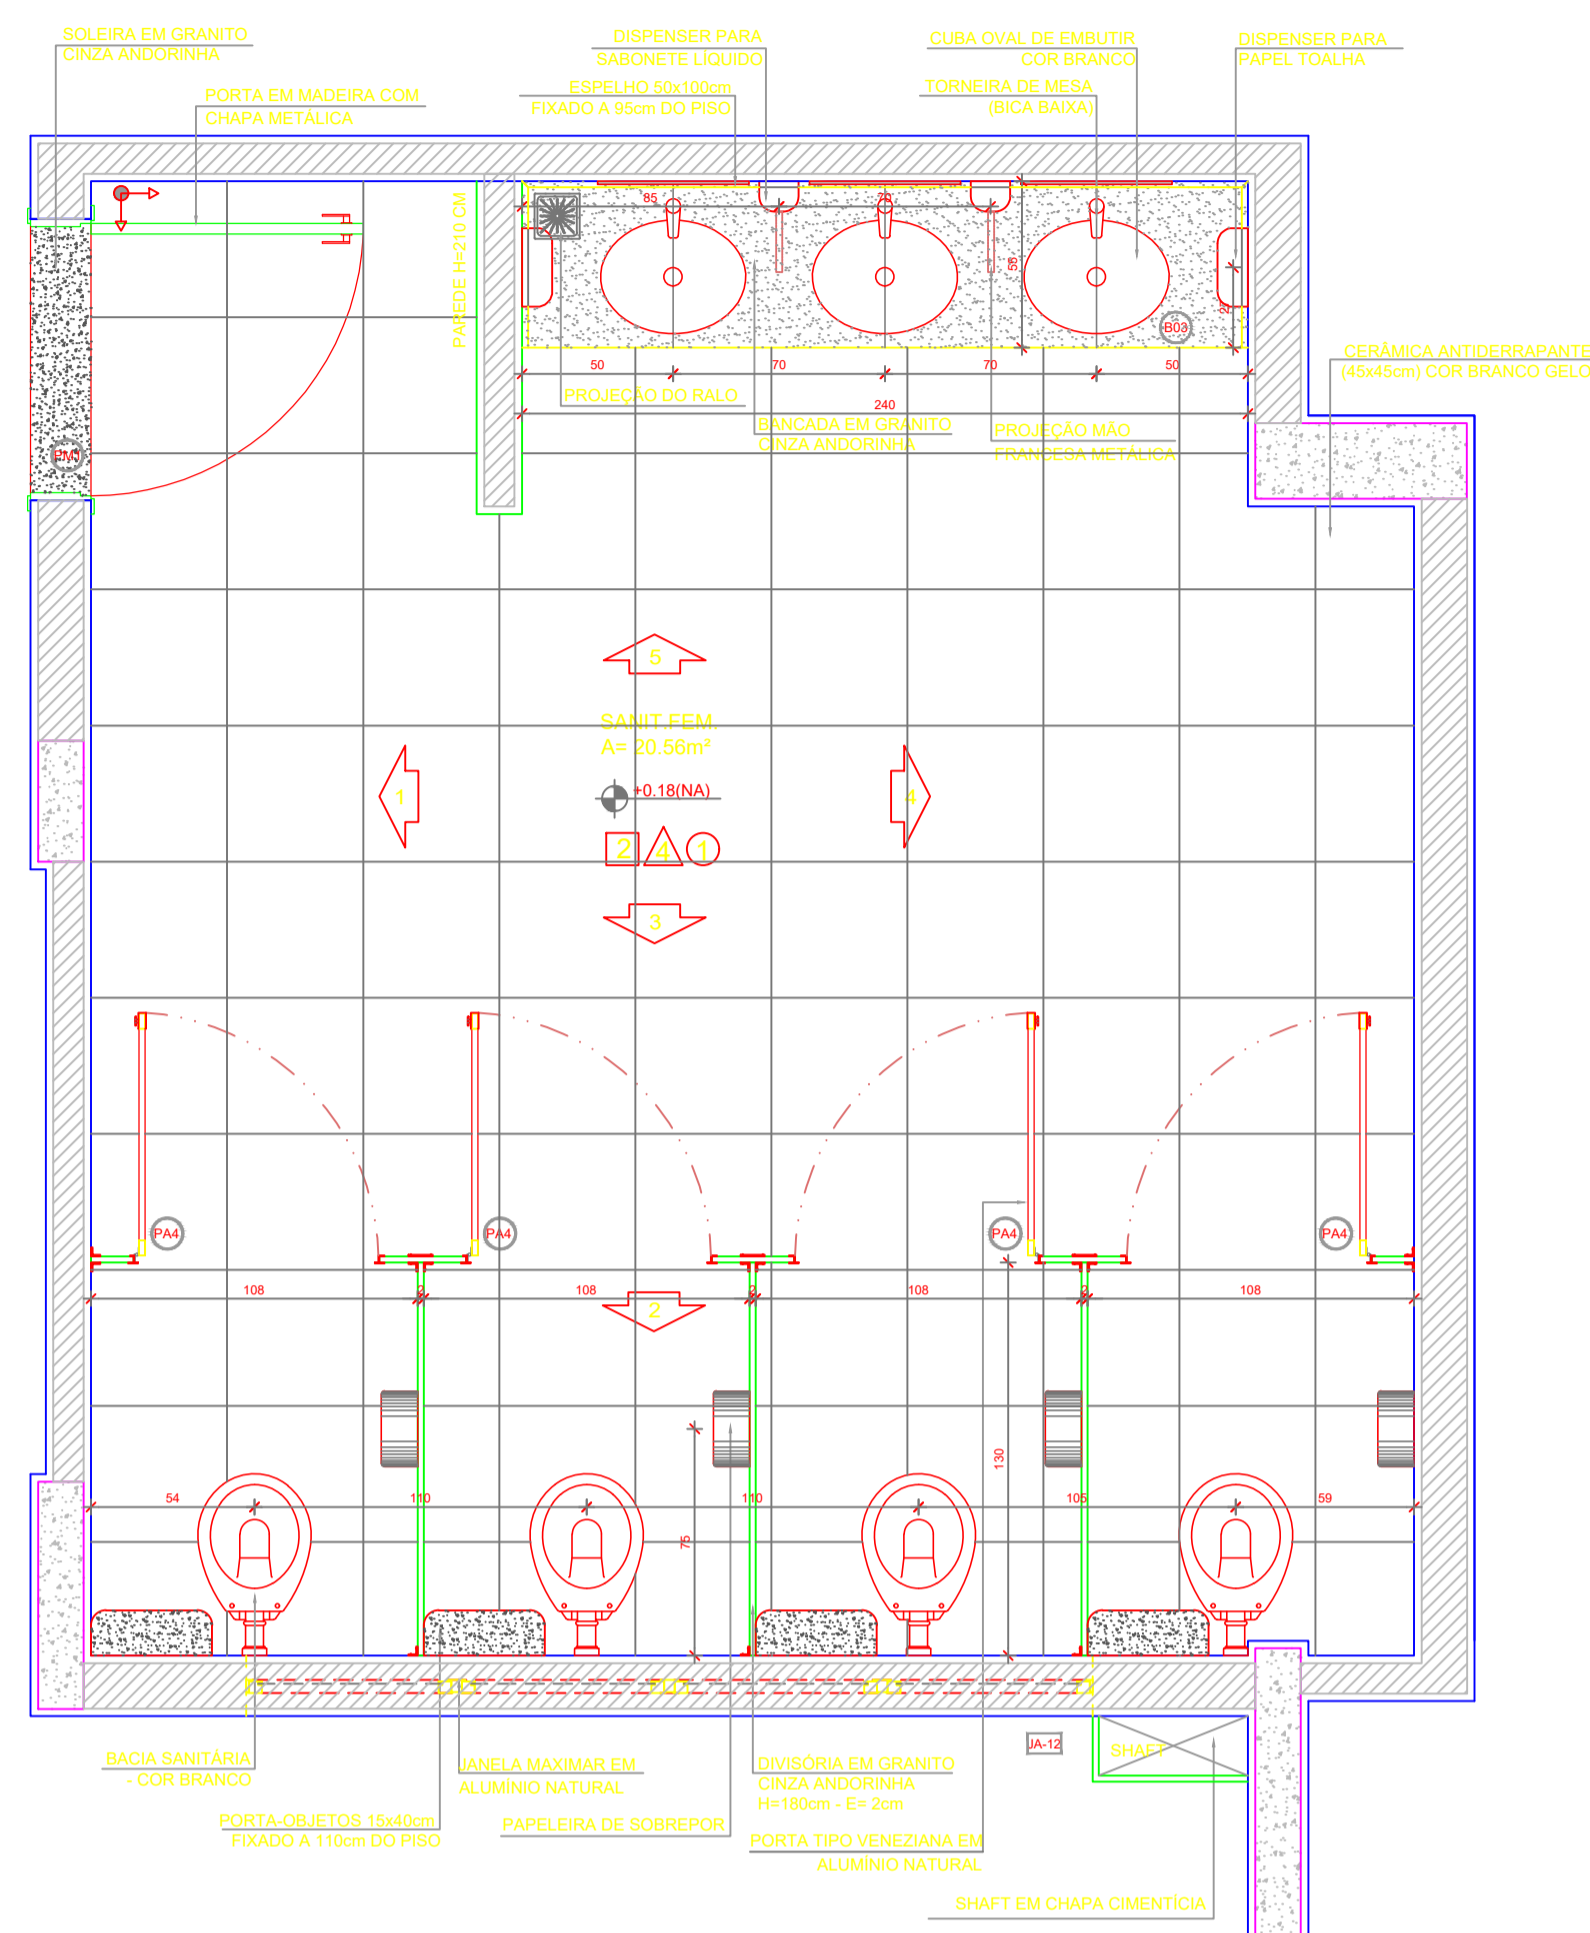 SOLEIRA EM GRANITO
CINZA ANDORINHA
PORTA EM MADEIRA COM
CHAPA METÁLICA
DISPENSER PARA
SABONETE LÍQUIDO
ESPELHO 50x100cm
FIXADO A 95cm DO PISO
CUBA OVAL DE EMBUTIR
COR BRANCO
TORNEIRA DE MESA
(BICA BAIXA)
DISPENSER PARA
PAPEL TOALHA
PAREDE H=210 CM
85
70
55
27
B03
50
70
70
50
240
PROJEÇÃO DO RALO
BANCADA EM GRANITO
CINZA ANDORINHA
PROJEÇÃO MÃO
FRANCESA METÁLICA
CERÂMICA ANTIDERRAPANTE
(45x45cm) COR BRANCO GELO
PM1
5
SANIT.FEM.
A= 20.56m²
+0.18(NA)
1
4
2
4
1
3
PA4
PA4
PA4
PA4
108
2
108
2
108
2
108
2
130
54
110
110
105
59
75
BACIA SANITÁRIA
- COR BRANCO
JANELA MAXIMAR EM
ALUMÍNIO NATURAL
PORTA-OBJETOS 15x40cm
FIXADO A 110cm DO PISO
PAPELEIRA DE SOBREPOR
DIVISÓRIA EM GRANITO
CINZA ANDORINHA
H=180cm - E= 2cm
PORTA TIPO VENEZIANA EM
ALUMÍNIO NATURAL
JA-12
SHAFT
SHAFT EM CHAPA CIMENTÍCIA